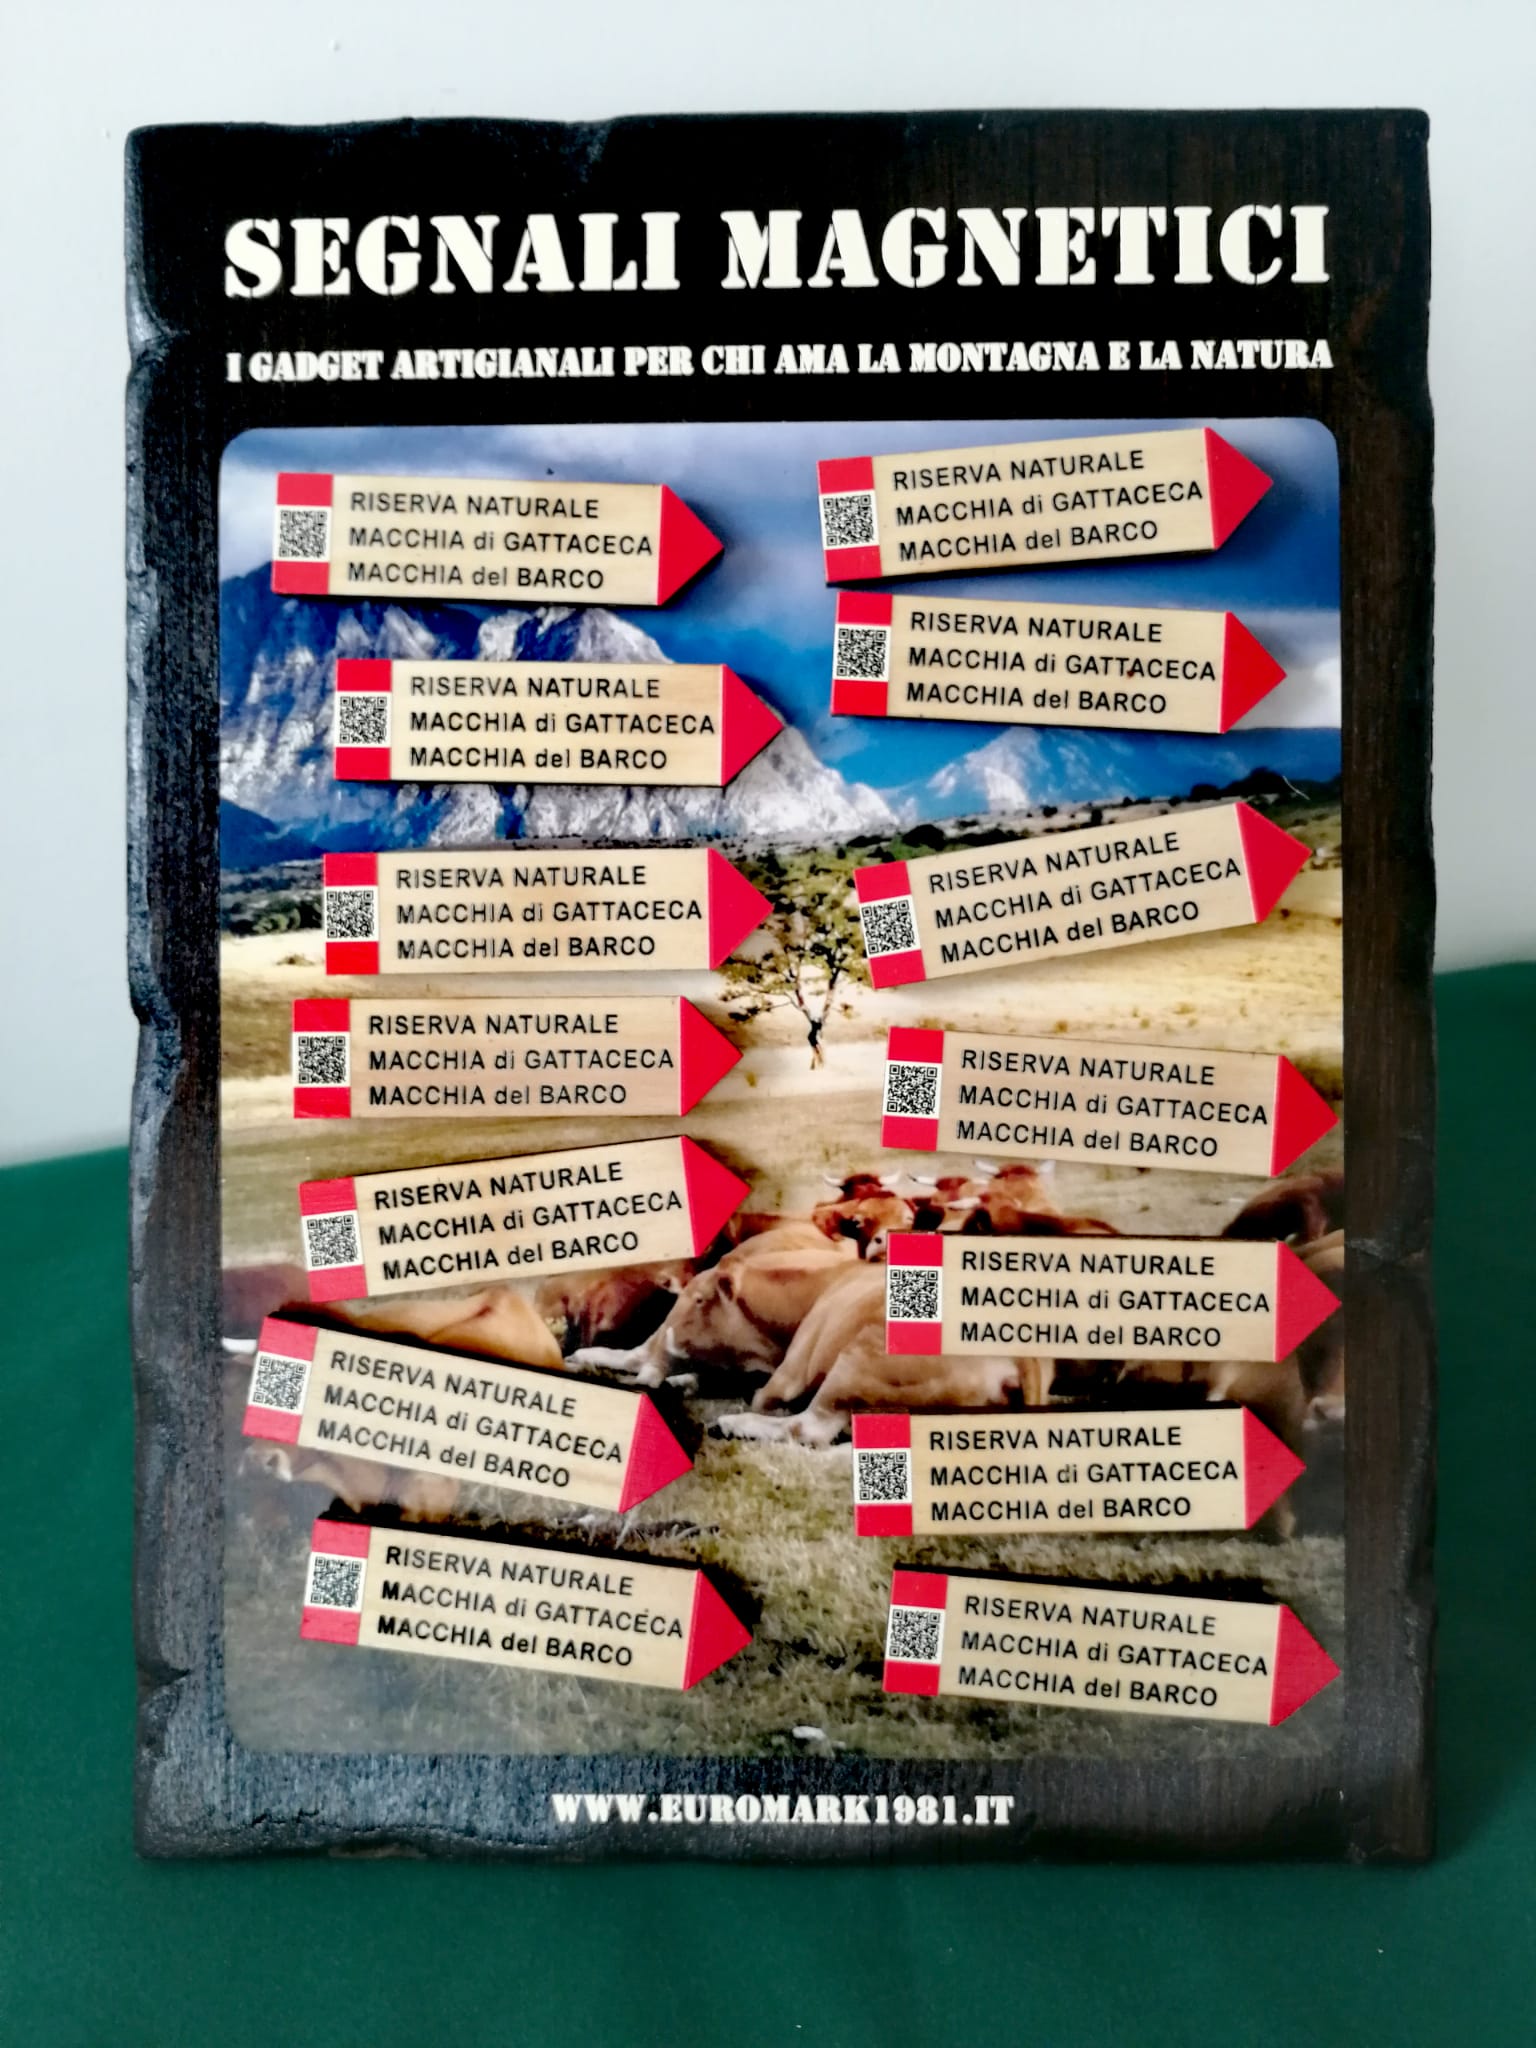 SEGNALI MAGNETICI
I GADGET ARTIGIANALI PER CHI AMA LA MONTAGNA E LA NATURA
RISERVA NATURALE
MACCHIA di GATTACECA
MACCHIA del BARCO
RISERVA NATURALE
MACCHIA di GATTACECA
MACCHIA del BARCO
RISERVA NATURALE
MACCHIA di GATTACECA
MACCHIA del BARCO
RISERVA NATURALE
MACCHIA di GATTACECA
MACCHIA del BARCO
RISERVA NATURALE
MACCHIA di GATTACECA
MACCHIA del BARCO
RISERVA NATURALE
MACCHIA di GATTACECA
MACCHIA del BARCO
RISERVA NATURALE
MACCHIA di GATTACECA
MACCHIA del BARCO
RISERVA NATURALE
MACCHIA di GATTACECA
MACCHIA del BARCO
RISERVA NATURALE
MACCHIA di GATTACECA
MACCHIA del BARCO
RISERVA NATURALE
MACCHIA di GATTACECA
MACCHIA del BARCO
RISERVA NATURALE
MACCHIA di GATTACECA
MACCHIA del BARCO
RISERVA NATURALE
MACCHIA di GATTACECA
MACCHIA del BARCO
RISERVA NATURALE
MACCHIA di GATTACECA
MACCHIA del BARCO
RISERVA NATURALE
MACCHIA di GATTACECA
MACCHIA del BARCO
WWW.EUROMARK1981.IT